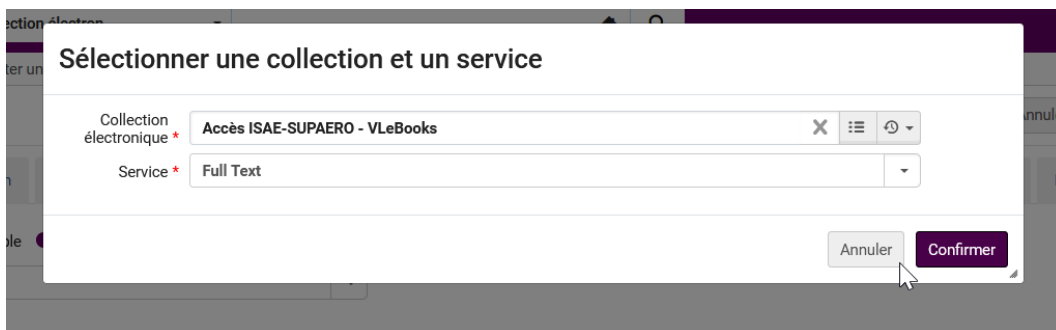 Sélectionner une collection et un service
Collection
électronique *
Accès ISAE-SUPAERO - VLeBooks
Service *
Full Text
Annuler
Confirmer